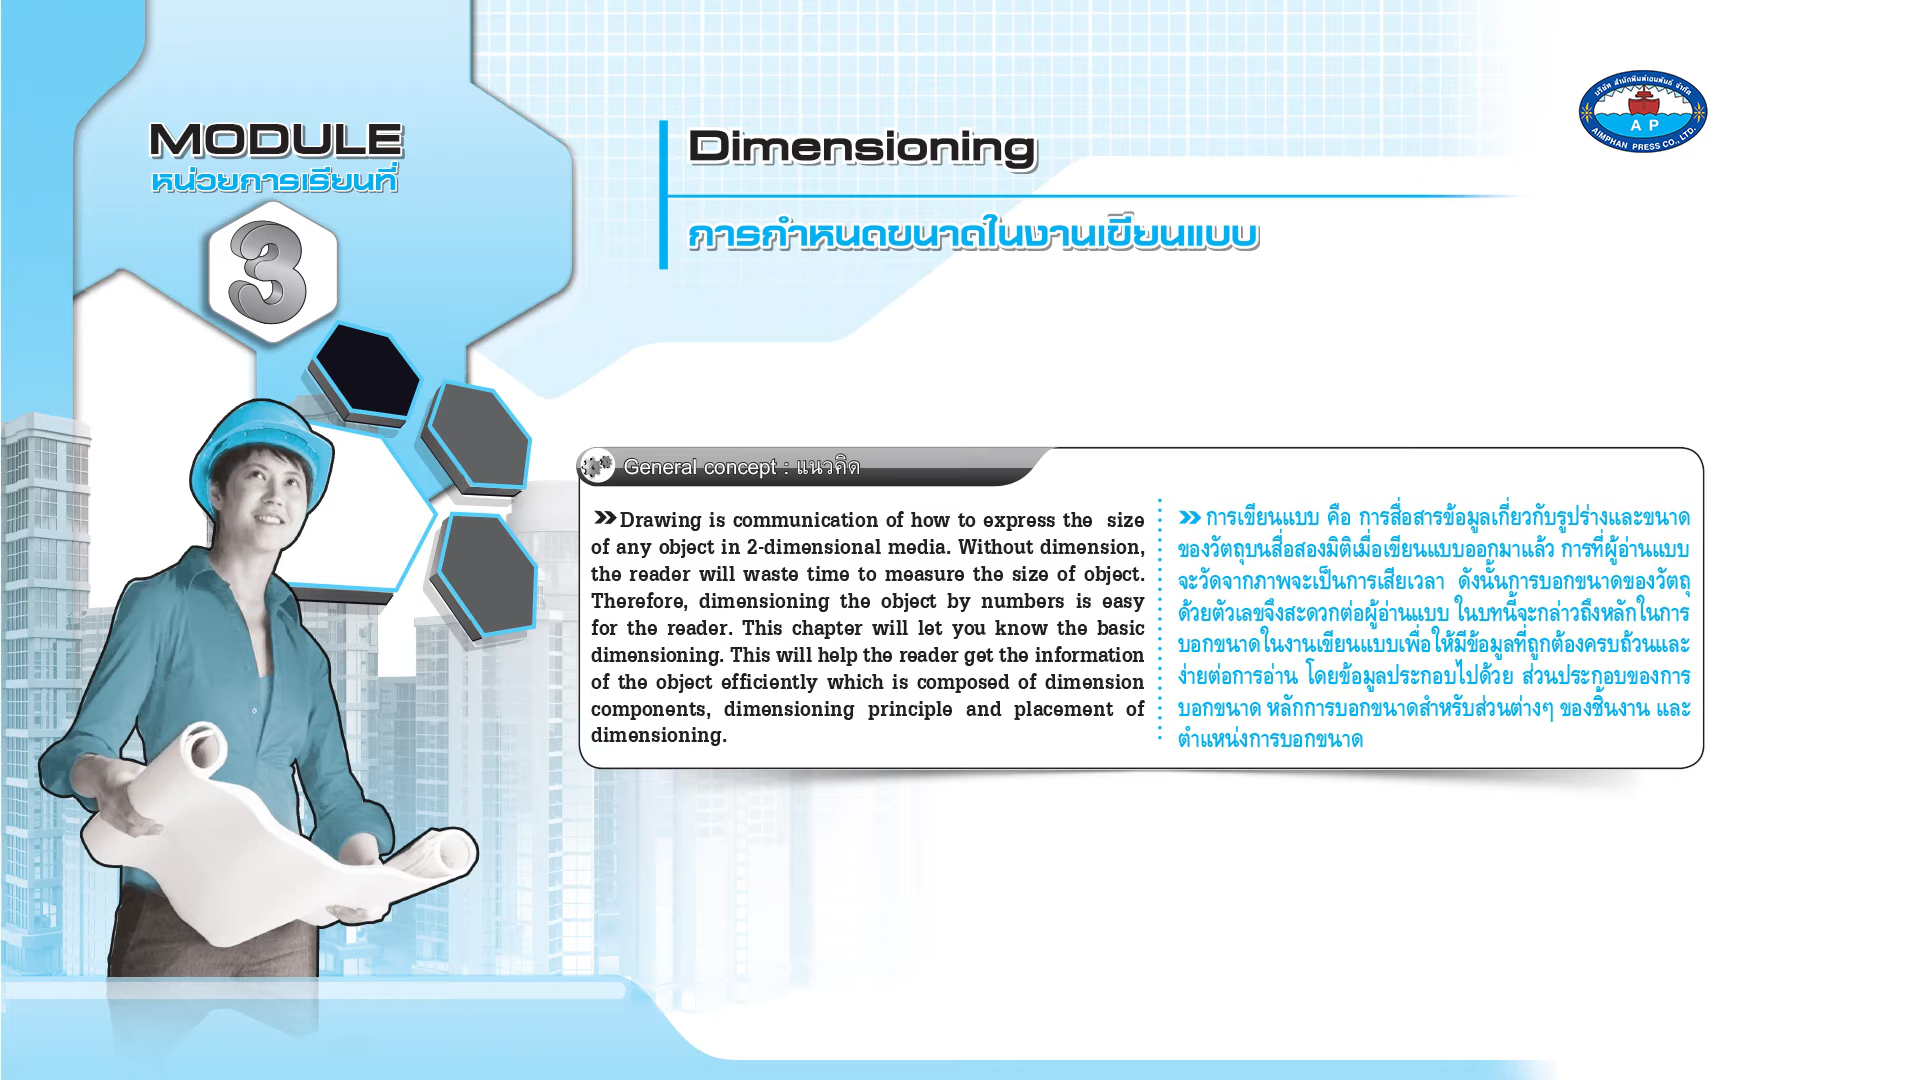 MODULE
หน่วยการเรียนที่
3
Dimensioning
การกำหนดขนาดในงานเขียนแบบ
บริษัท สำนักพิมพ์เอมพันธ์ จำกัด
A P
AIMPHAN PRESS CO., LTD.
General concept : แนวคิด
Drawing is communication of how to express the size
of any object in 2-dimensional media. Without dimension,
the reader will waste time to measure the size of object.
Therefore, dimensioning the object by numbers is easy
for the reader. This chapter will let you know the basic
dimensioning. This will help the reader get the information
of the object efficiently which is composed of dimension
components, dimensioning principle and placement of
dimensioning.
การเขียนแบบ คือ การสื่อสารข้อมูลเกี่ยวกับรูปร่างและขนาด
ของวัตถุบนสื่อสองมิติเมื่อเขียนแบบออกมาแล้ว การที่ผู้อ่านแบบ
จะวัดจากภาพจะเป็นการเสียเวลา ดังนั้นการบอกขนาดของวัตถุ
ด้วยตัวเลขจึงสะดวกต่อผู้อ่านแบบ ในบทนี้จะกล่าวถึงหลักในการ
บอกขนาดในงานเขียนแบบเพื่อให้มีข้อมูลที่ถูกต้องครบถ้วนและ
ง่ายต่อการอ่าน โดยข้อมูลประกอบไปด้วย ส่วนประกอบของการ
บอกขนาด หลักการบอกขนาดสำหรับส่วนต่างๆ ของชิ้นงาน และ
ตำแหน่งการบอกขนาด